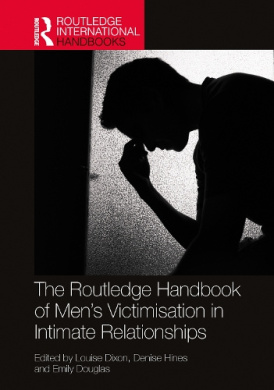 ROUTLEDGE
INTERNATIONAL
HANDBOOKS
ROUTLEDGE
The Routledge Handbook
of Men's Victimisation in
Intimate Relationships
Edited by Louise Dixon, Denise Hines
and Emily Douglas